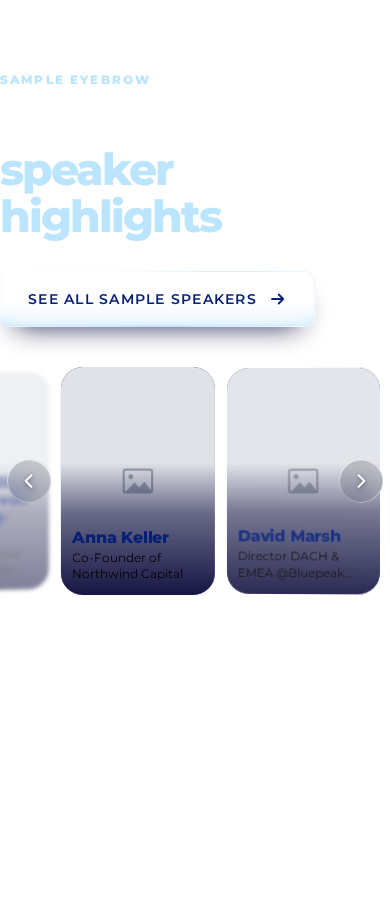 SAMPLE EYEBROW
speaker
highlights
SEE ALL SAMPLE SPEAKERS
Anna Keller
Co-Founder of
Northwind Capital
David Marsh
Director DACH &
EMEA @Bluepeak...